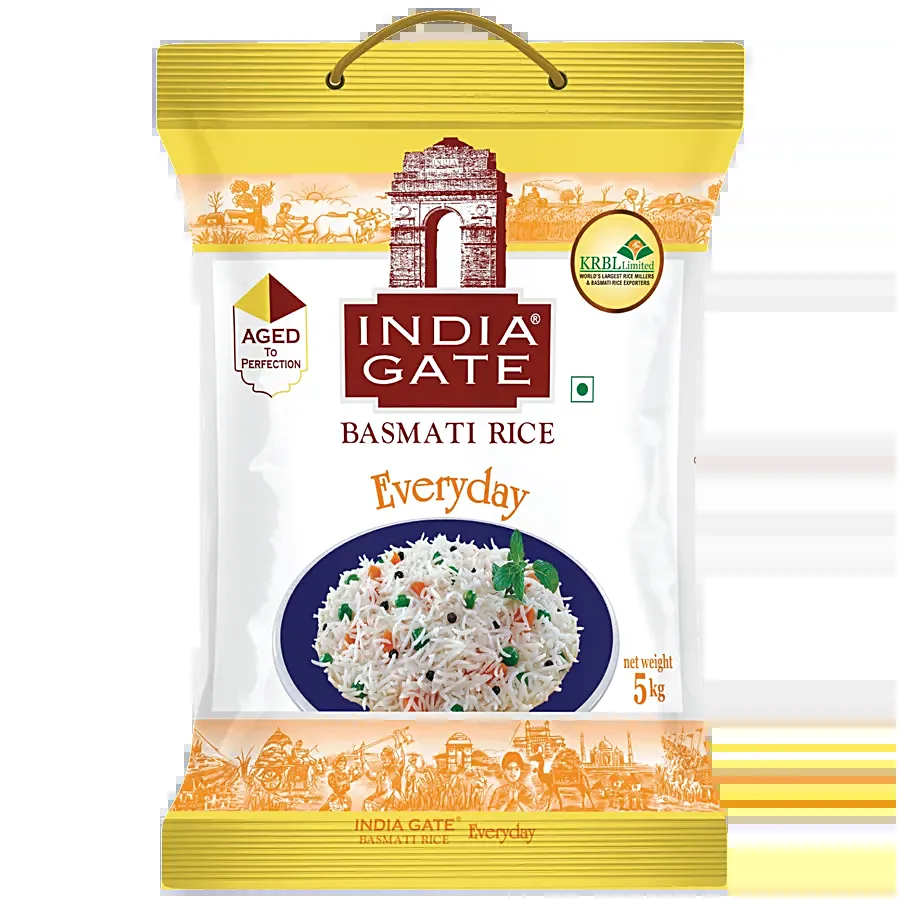 INDIA
KRBL Limited
WORLD'S LARGEST RICE MILLERS
& BASMATI RICE EXPORTERS
AGED
To
PERFECTION
INDIA®
GATE
BASMATI RICE
Everyday
net weight
5kg
INDIA GATE® Everyday
BASMATI RICE